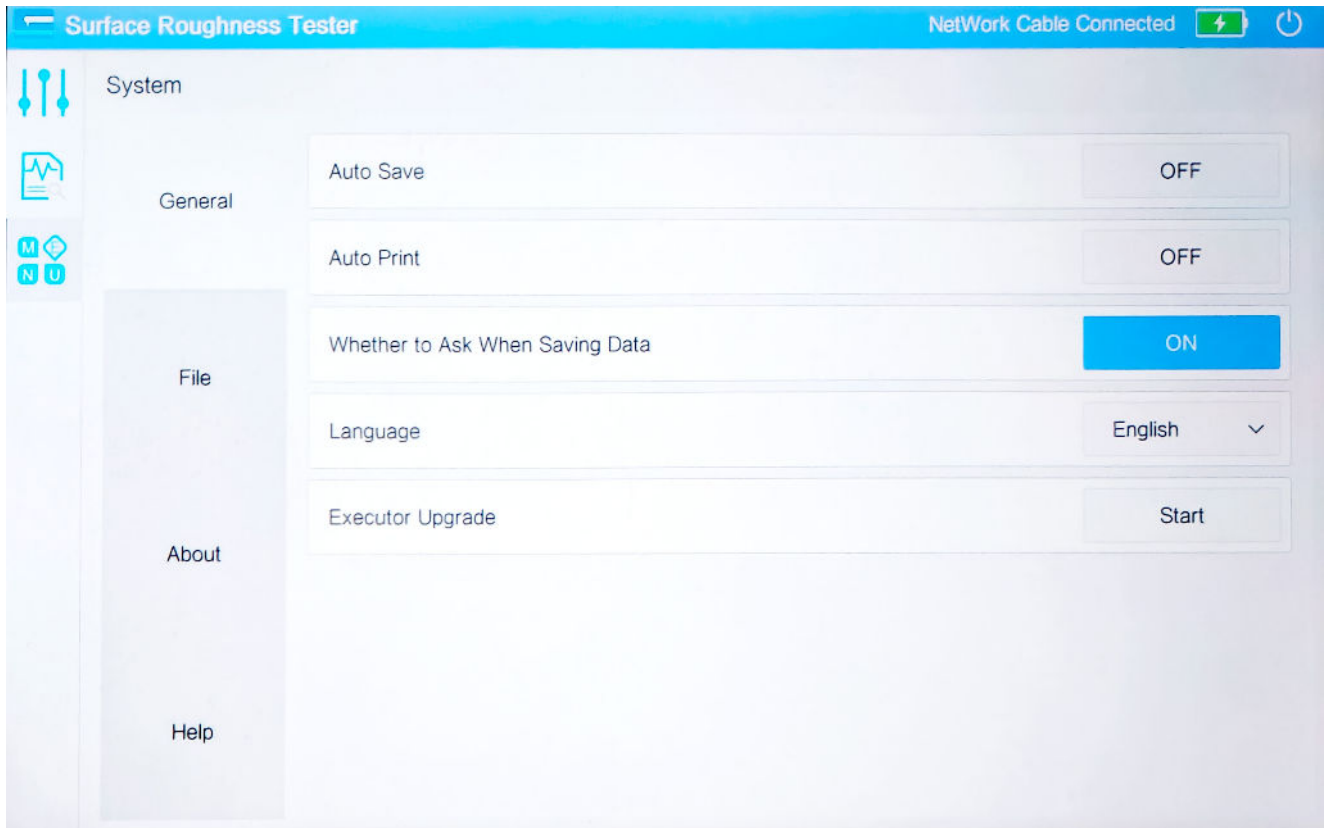 Surface Roughness Tester
NetWork Cable Connected
System
General
File
About
Help
Auto Save
OFF
Auto Print
OFF
Whether to Ask When Saving Data
ON
Language
English
Executor Upgrade
Start
M E
N U